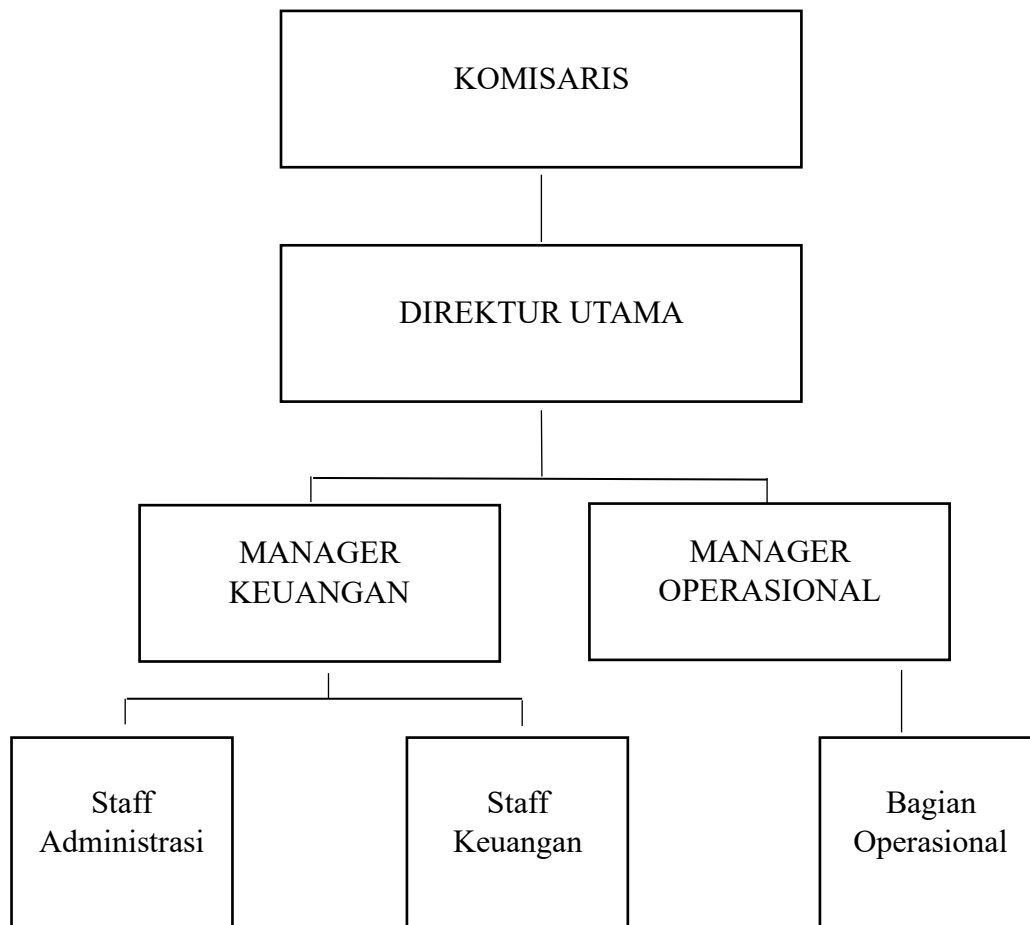 KOMISARIS
DIREKTUR UTAMA
MANAGER
KEUANGAN
MANAGER
OPERASIONAL
Staff
Administrasi
Staff
Keuangan
Bagian
Operasional